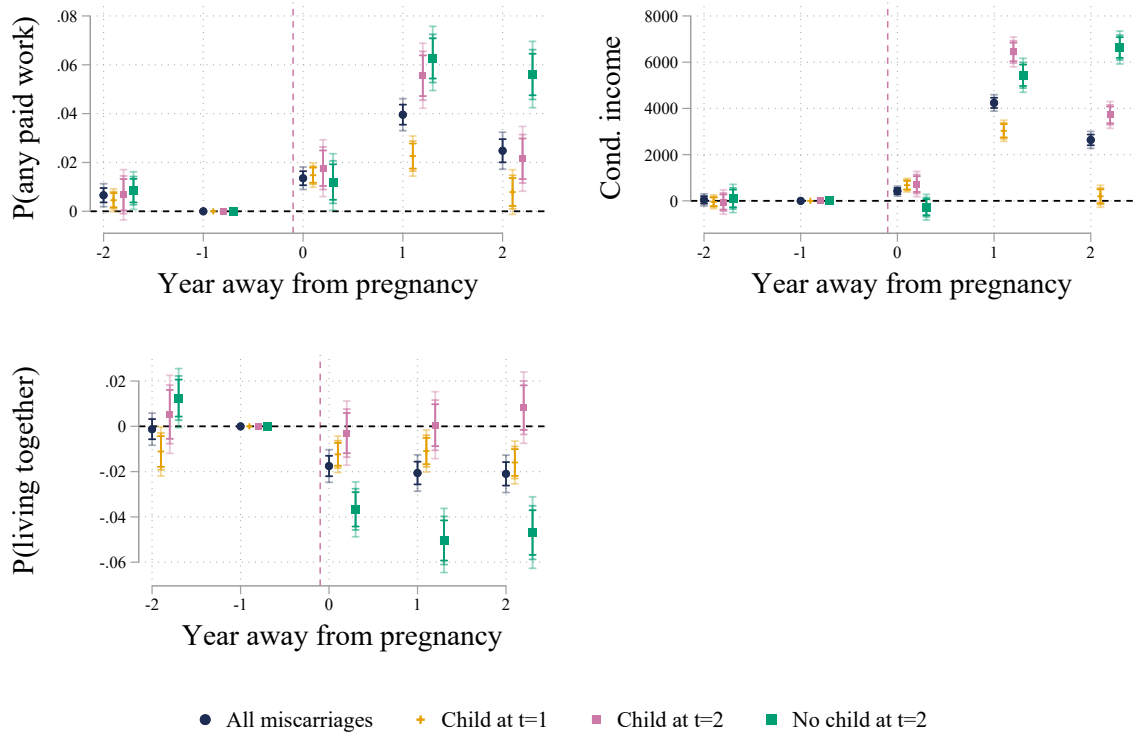 P(any paid work)
.08
.06
.04
.02
0
-2 -1 0 1 2
Year away from pregnancy
Cond. income
8000
6000
4000
2000
0
-2 -1 0 1 2
Year away from pregnancy
P(living together)
.02
0
-.02
-.04
-.06
-2 -1 0 1 2
Year away from pregnancy
All miscarriages Child at t=1 Child at t=2 No child at t=2